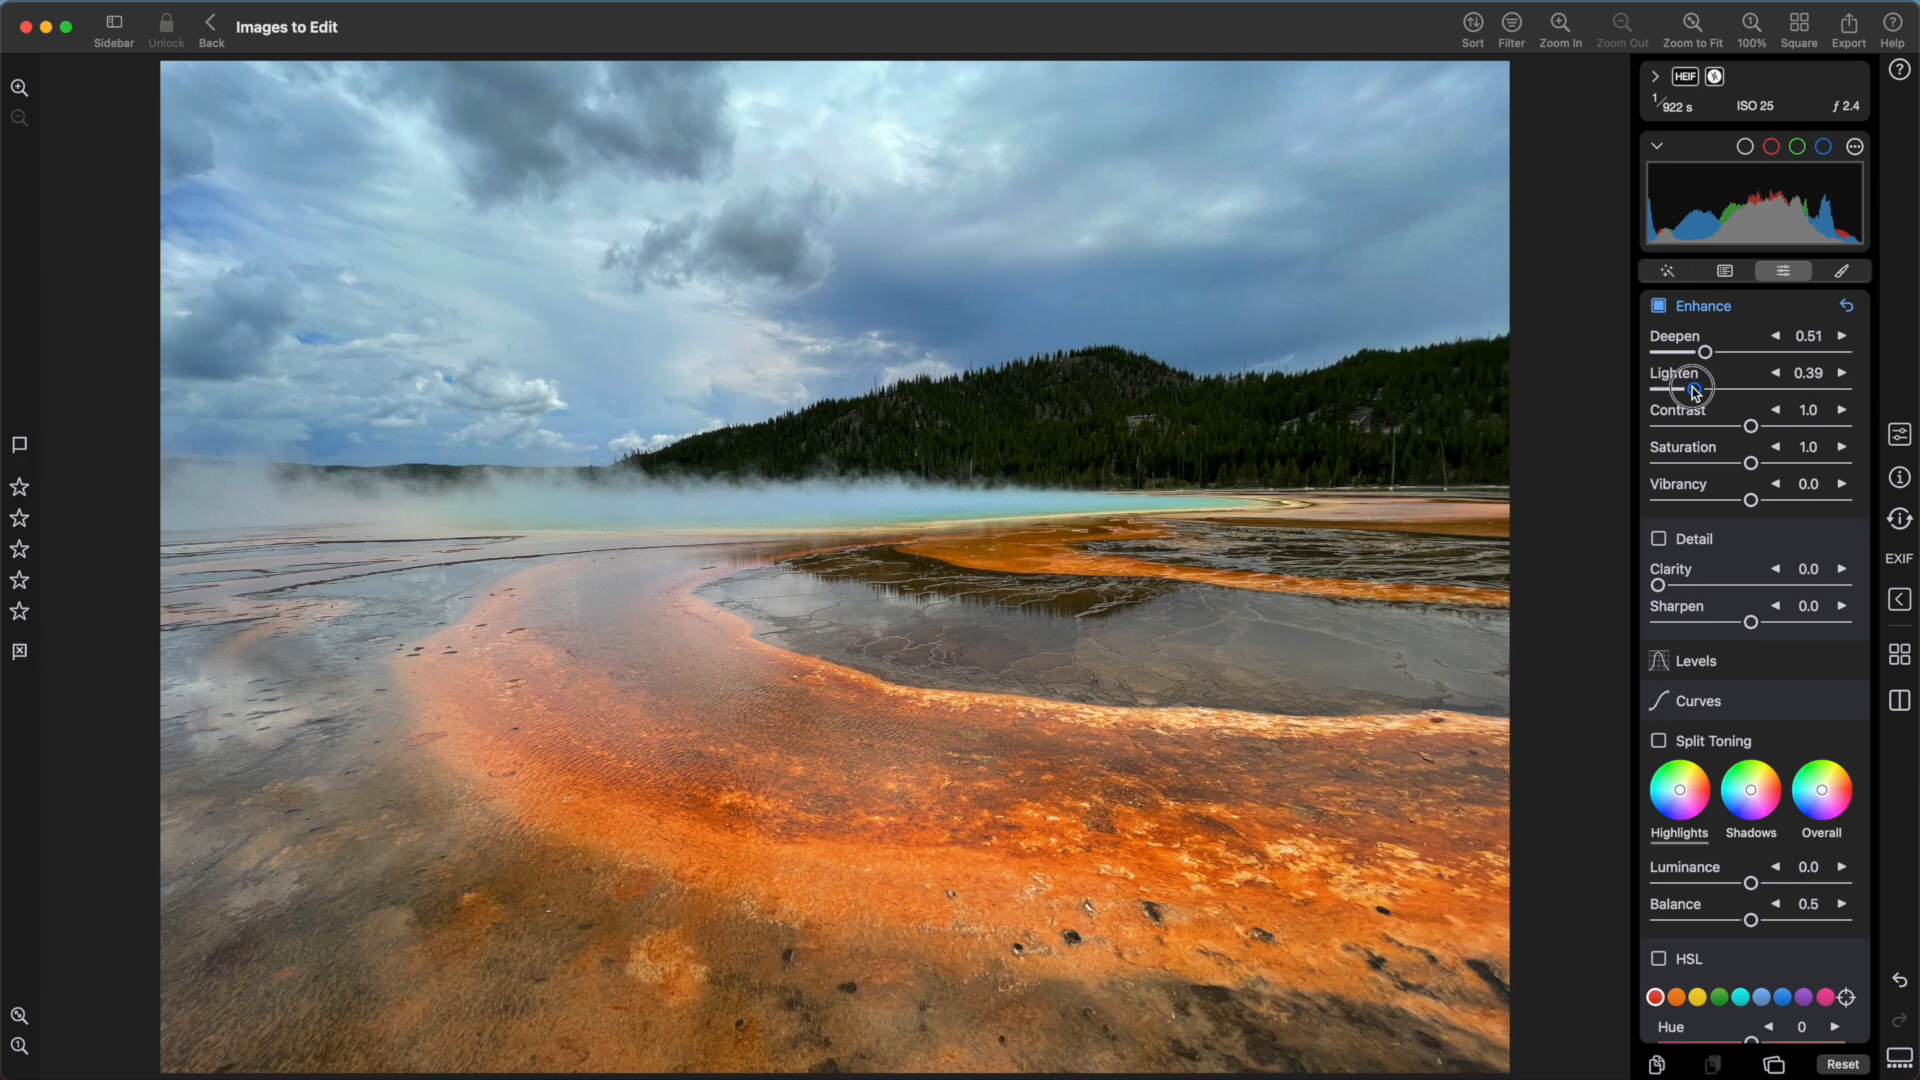 Images to Edit
Sidebar Unlock Back
Sort Filter Zoom In Zoom Out Zoom to Fit 100% Square Export Help
HEIF
1/922 s ISO 25 ƒ 2.4
Enhance
Deepen 0.51
Lighten 0.39
Contrast 1.0
Saturation 1.0
Vibrancy 0.0
Detail
Clarity 0.0
EXIF
Sharpen 0.0
Levels
Curves
Split Toning
Highlights Shadows Overall
Luminance 0.0
Balance 0.5
HSL
Hue 0
Reset